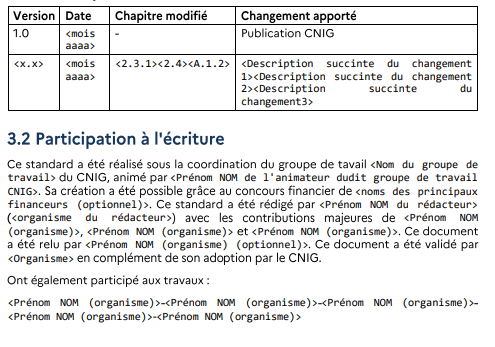 Version Date Chapitre modifié Changement apporté
1.0 <mois aaaa> - Publication CNIG
<x.x> <mois aaaa> <2.3.1><2.4><A.1.2> <Description succinte du changement 1><Description succinte du changement 2><Description succinte du changement3>
3.2 Participation à l'écriture
Ce standard a été réalisé sous la coordination du groupe de tavail <Nom du groupe de
travail> du CNIG, animé par <Prénom NOM de l'animateur dudit groupe de travail
CNIG>. Sa création a été possible grâce au concours financier de <noms des principaux
financeurs (optionnel)>. Ce standard a été rédigé par <Prénom NOM du rédacteur>
(<organisme du rédacteur>) avec les contributions majeures de <Prénom NOM
(organisme)>, <Prénom NOM (organisme)> et <Prénom NOM (organisme)>. Ce document
a été relu par <Prénom NOM (organisme) (optionnel)>. Ce document a été validé par
<Organisme> en complément de son adoption par le CNIG.
Ont également participé aux travaux :
<Prénom NOM (organisme)>-<Prénom NOM (organisme)>-<Prénom NOM (organisme)>-
<Prénom NOM (organisme)>-<Prénom NOM (organisme)>